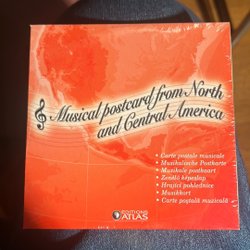 Musical postcard from North
and Central America
• Carte postale musicale
• Musikalische Postkarte
• Muzikale postkaart
• Zenélő képeslap
• Hrající pohlednice
• Musikkort
• Carte poştală muzicală
ATLAS